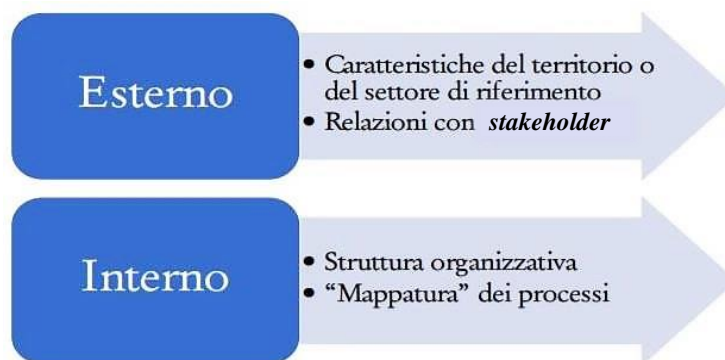 Esterno
• Caratteristiche del territorio o
del settore di riferimento
• Relazioni con stakeholder
Interno
• Struttura organizzativa
• “Mappatura” dei processi